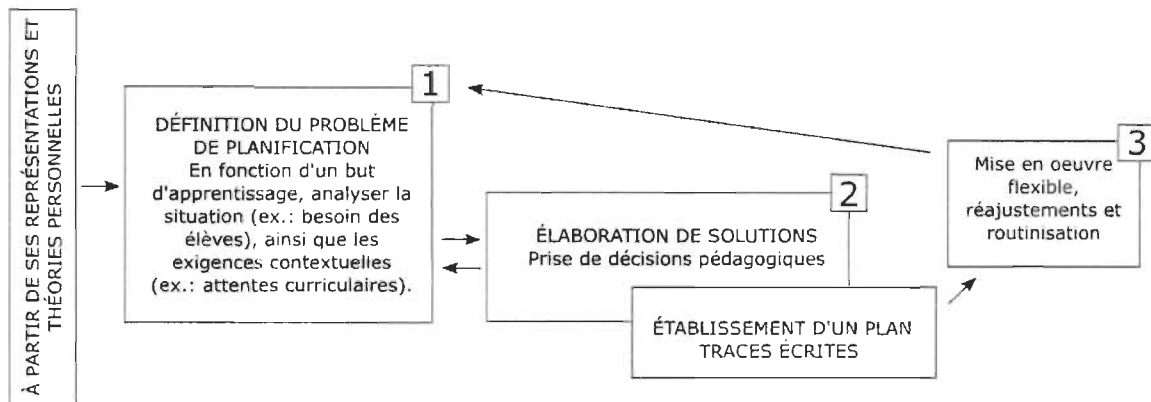 À PARTIR DE SES REPRÉSENTATIONS ET
THÉORIES PERSONNELLES
1
DÉFINITION DU PROBLÈME
DE PLANIFICATION
En fonction d'un but
d'apprentissage, analyser la
situation (ex.: besoin des
élèves), ainsi que les
exigences contextuelles
(ex.: attentes curriculaires).
2
ÉLABORATION DE SOLUTIONS
Prise de décisions pédagogiques
ÉTABLISSEMENT D'UN PLAN
TRACES ÉCRITES
3
Mise en oeuvre
flexible,
réajustements et
routinisation